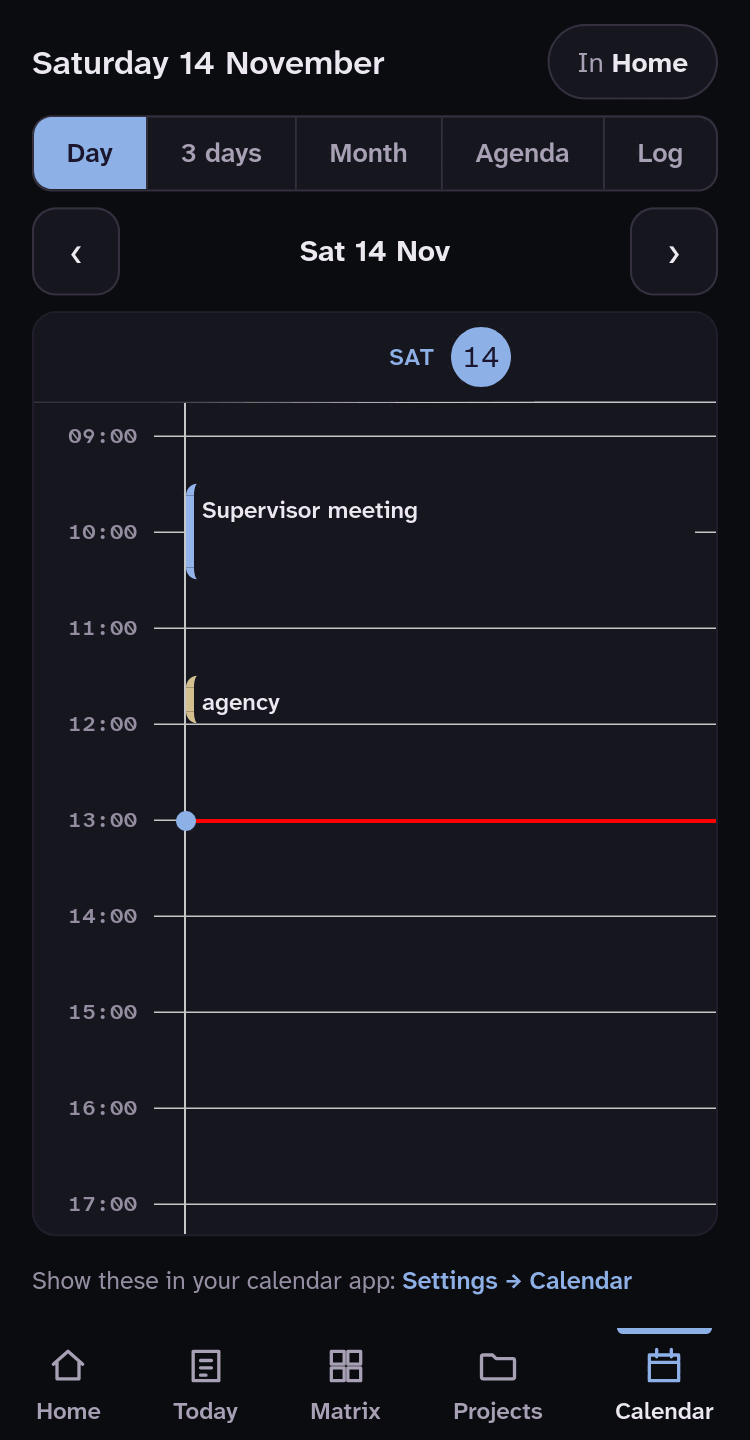 Saturday 14 November
In Home
Day 3 days Month Agenda Log
‹ Sat 14 Nov ›
SAT 14
09:00
Supervisor meeting
10:00
11:00
agency
12:00
13:00
14:00
15:00
16:00
17:00
Show these in your calendar app: Settings → Calendar
Home Today Matrix Projects Calendar